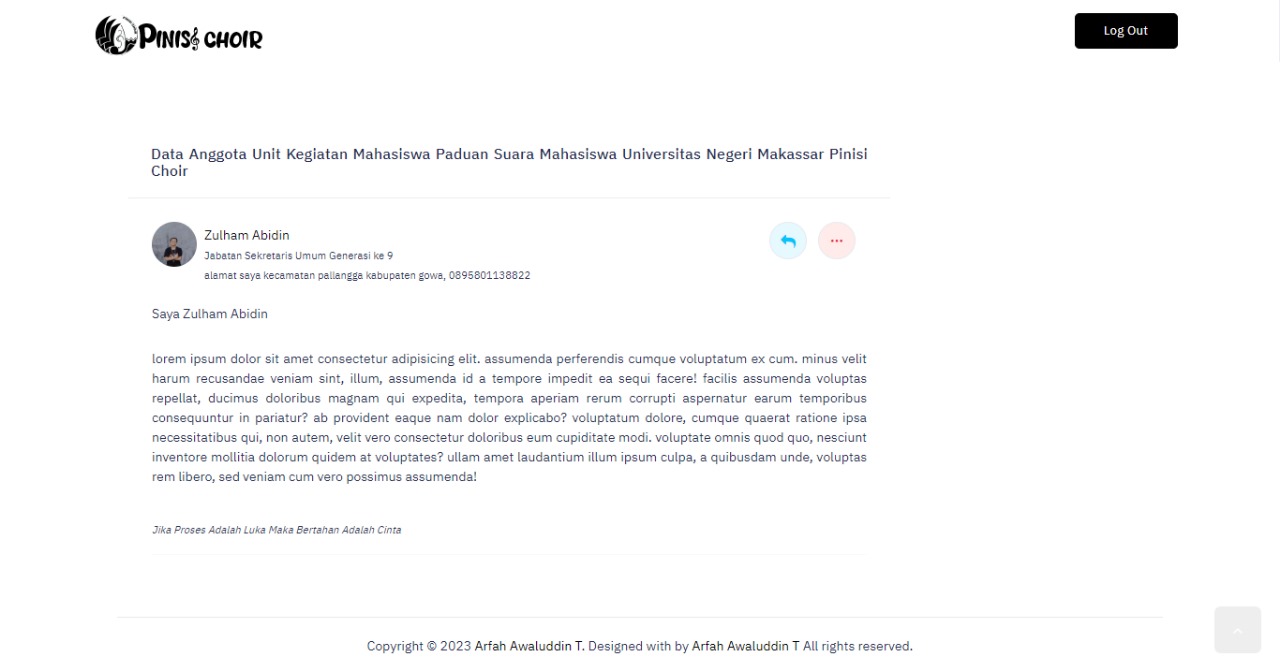 PINISI CHOIR
Log Out
Data Anggota Unit Kegiatan Mahasiswa Paduan Suara Mahasiswa Universitas Negeri Makassar Pinisi
Choir
Zulham Abidin
Jabatan Sekretaris Umum Generasi ke 9
alamat saya kecamatan pallangga kabupaten gowa, 0895801138822
Saya Zulham Abidin
lorem ipsum dolor sit amet consectetur adipisicing elit. assumenda perferendis cumque voluptatum ex cum. minus velit
harum recusandae veniam sint, illum, assumenda id a tempore impedit ea sequi facere! facilis assumenda voluptas
repellat, ducimus doloribus magnam qui expedita, tempora aperiam rerum corrupti aspernatur earum temporibus
consequuntur in pariatur? ab provident eaque nam dolor explicabo? voluptatum dolore, cumque quaerat ratione ipsa
necessitatibus qui, non autem, velit vero consectetur doloribus eum cupiditate modi. voluptate omnis quod quo, nesciunt
inventore mollitia dolorum quidem at voluptates? ullam amet laudantium illum ipsum culpa, a quibusdam unde, voluptas
rem libero, sed veniam cum vero possimus assumenda!
Jika Proses Adalah Luka Maka Bertahan Adalah Cinta
Copyright © 2023 Arfah Awaluddin T. Designed with by Arfah Awaluddin T All rights reserved.